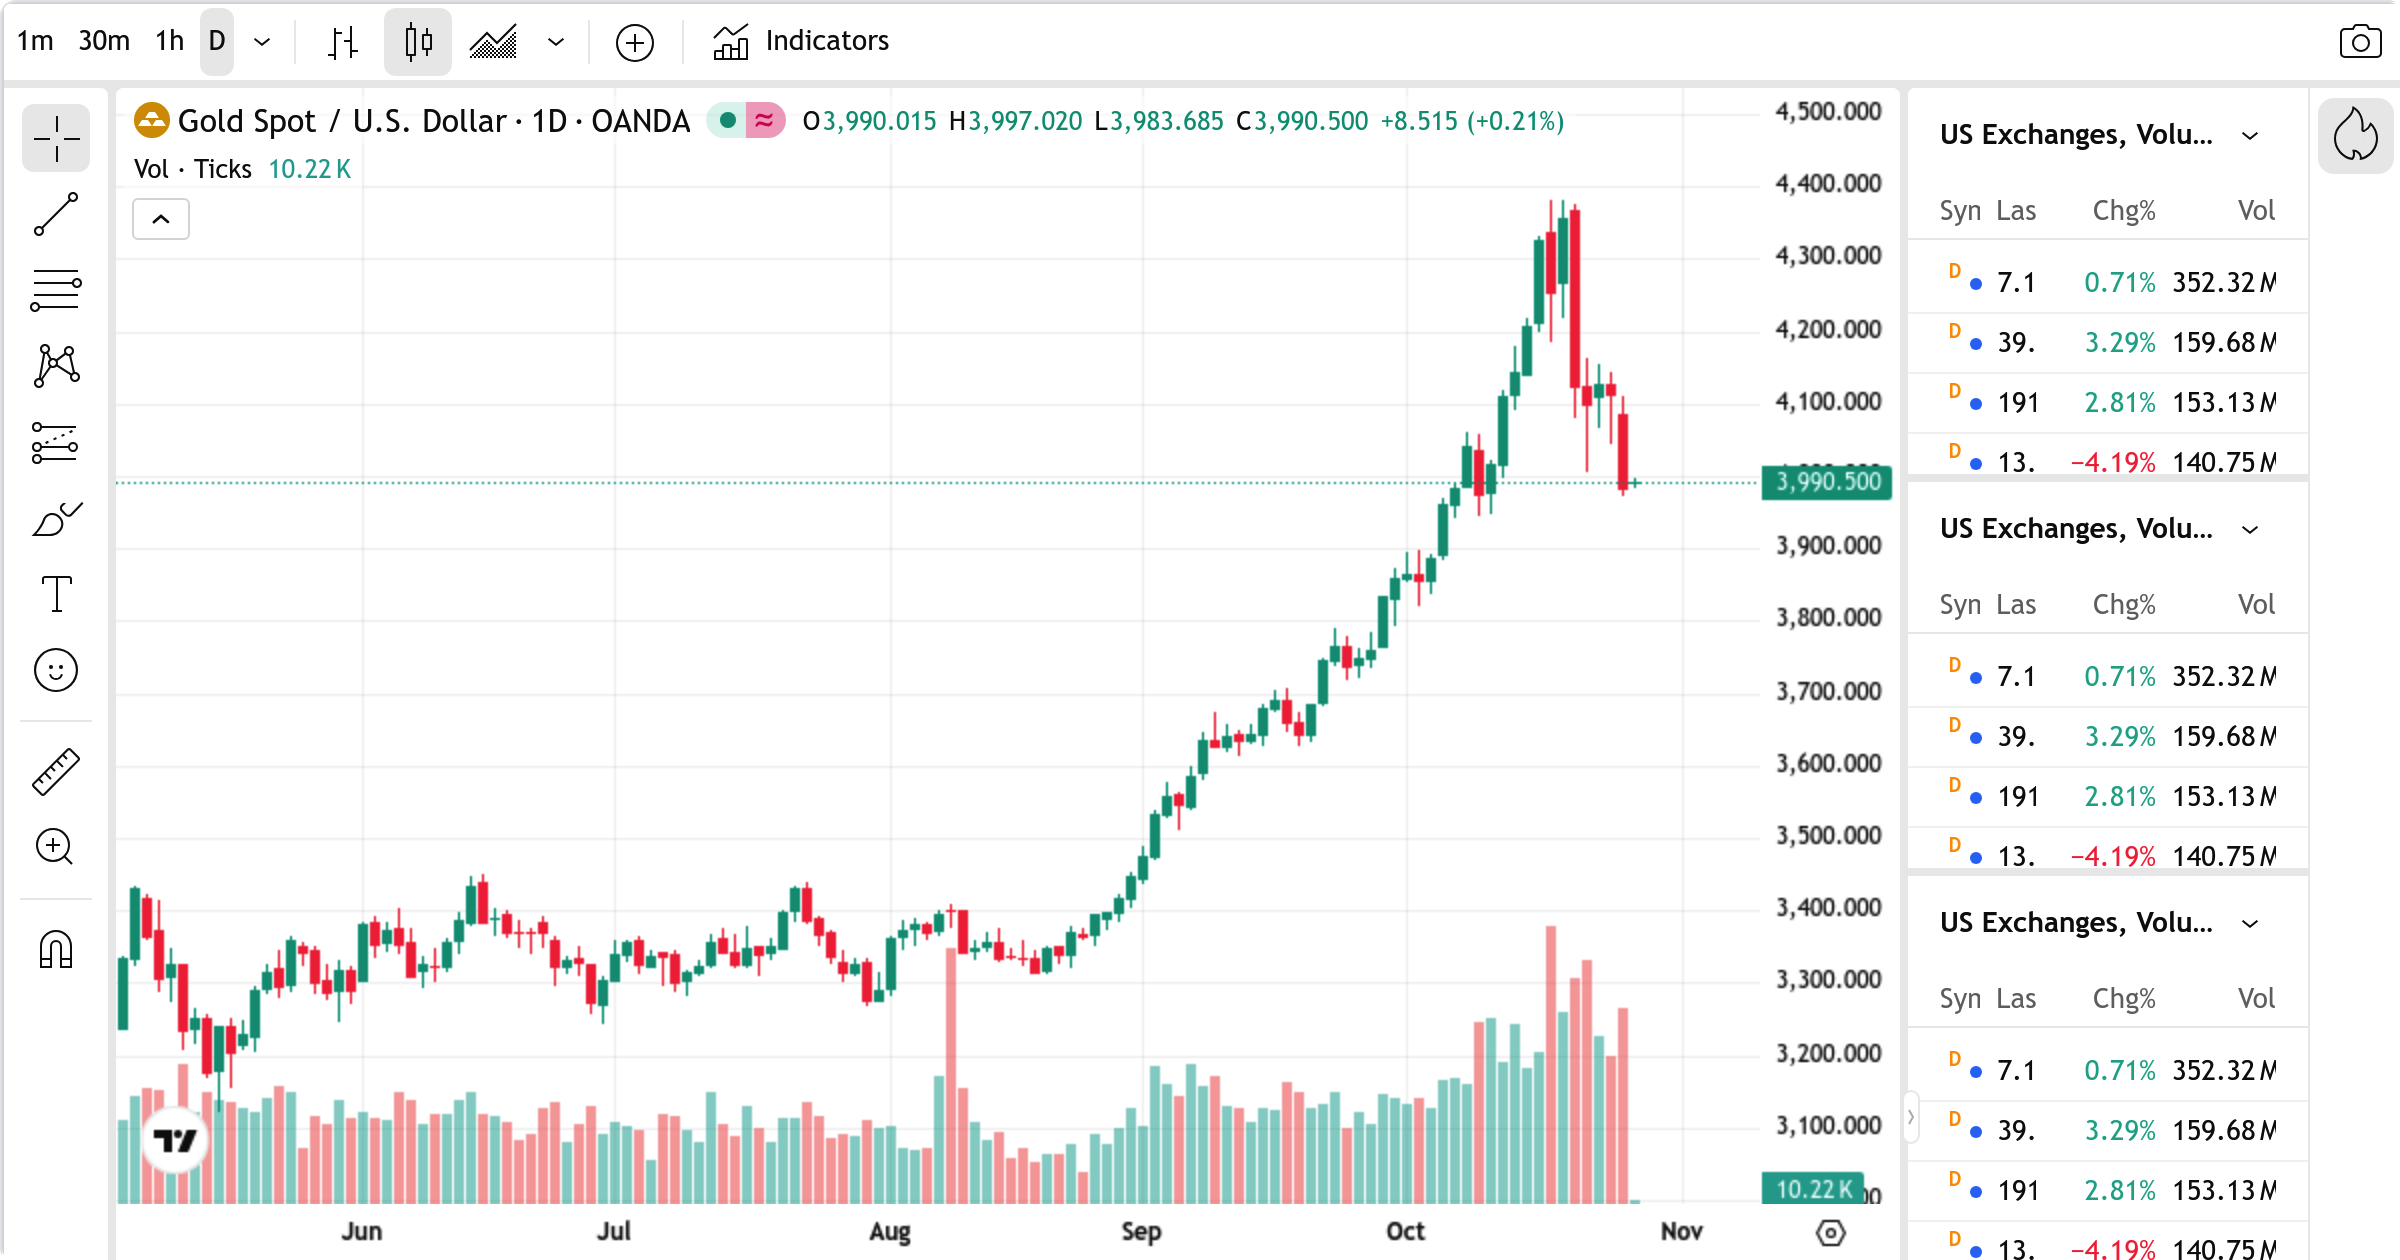 1m 30m 1h D Indicators
Gold Spot / U.S. Dollar · 1D · OANDA O3,990.015 H3,997.020 L3,983.685 C3,990.500 +8.515 (+0.21%)
Vol · Ticks 10.22 K
4,500.000
4,400.000
4,300.000
4,200.000
4,100.000
3,990.500
3,900.000
3,800.000
3,700.000
3,600.000
3,500.000
3,400.000
3,300.000
3,200.000
3,100.000
10.22 K
Jun Jul Aug Sep Oct Nov
US Exchanges, Volu...
Syn Las Chg% Vol
D 7.1 0.71% 352.32 M
D 39. 3.29% 159.68 M
D 191 2.81% 153.13 M
D 13. −4.19% 140.75 M
US Exchanges, Volu...
Syn Las Chg% Vol
D 7.1 0.71% 352.32 M
D 39. 3.29% 159.68 M
D 191 2.81% 153.13 M
D 13. −4.19% 140.75 M
US Exchanges, Volu...
Syn Las Chg% Vol
D 7.1 0.71% 352.32 M
D 39. 3.29% 159.68 M
D 191 2.81% 153.13 M
D 13. −4.19% 140.75 M